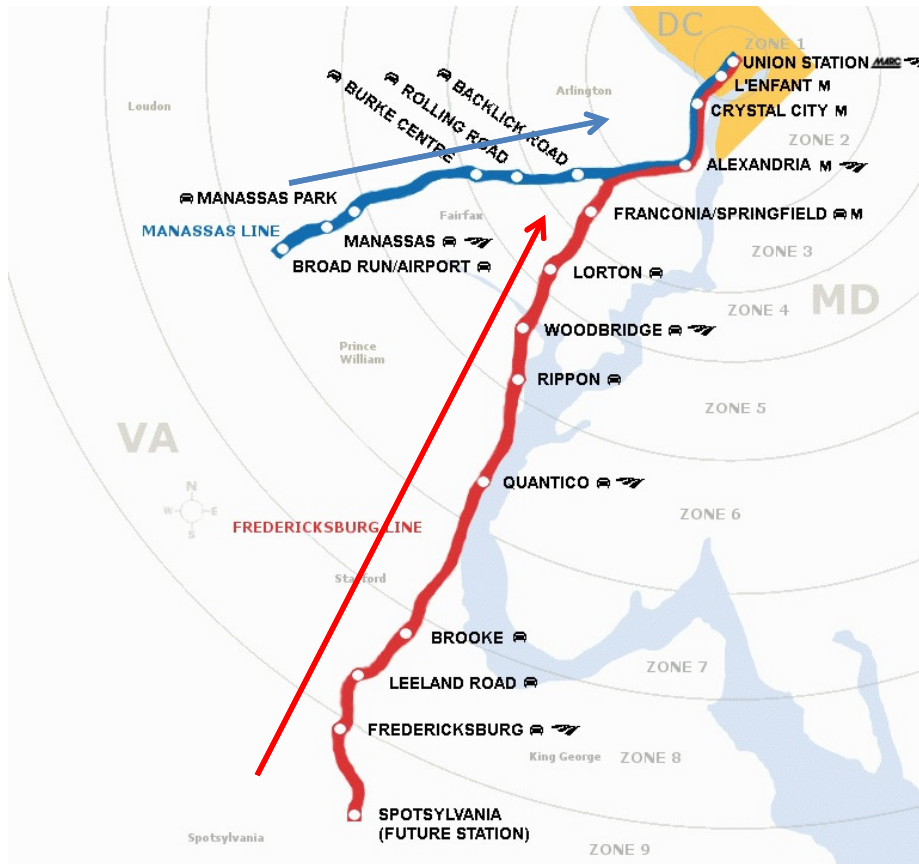 DC
ZONE 1
UNION STATION MARC
L'ENFANT M
CRYSTAL CITY M
ZONE 2
ALEXANDRIA M
Loudon
Arlington
BACKLICK ROAD
ROLLING ROAD
BURKE CENTRE
MANASSAS PARK
MANASSAS LINE
Fairfax
MANASSAS
BROAD RUN/AIRPORT
FRANCONIA/SPRINGFIELD M
ZONE 3
LORTON
MD
ZONE 4
WOODBRIDGE
Prince
William
RIPPON
ZONE 5
VA
N
W E
S
QUANTICO
ZONE 6
FREDERICKSBURG LINE
Stafford
BROOKE
ZONE 7
LEELAND ROAD
FREDERICKSBURG
King George
ZONE 8
SPOTSYLVANIA
(FUTURE STATION)
Spotsylvania
ZONE 9